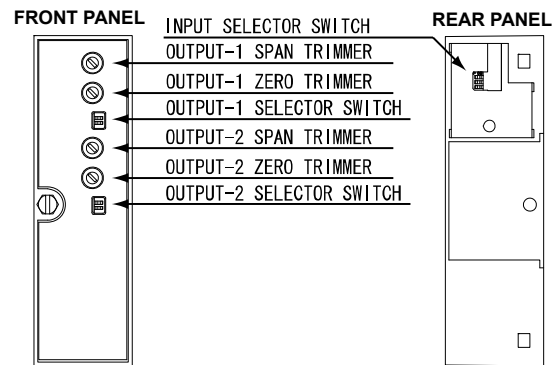 FRONT PANEL
INPUT SELECTOR SWITCH
REAR PANEL
OUTPUT-1 SPAN TRIMMER
OUTPUT-1 ZERO TRIMMER
OUTPUT-1 SELECTOR SWITCH
OUTPUT-2 SPAN TRIMMER
OUTPUT-2 ZERO TRIMMER
OUTPUT-2 SELECTOR SWITCH